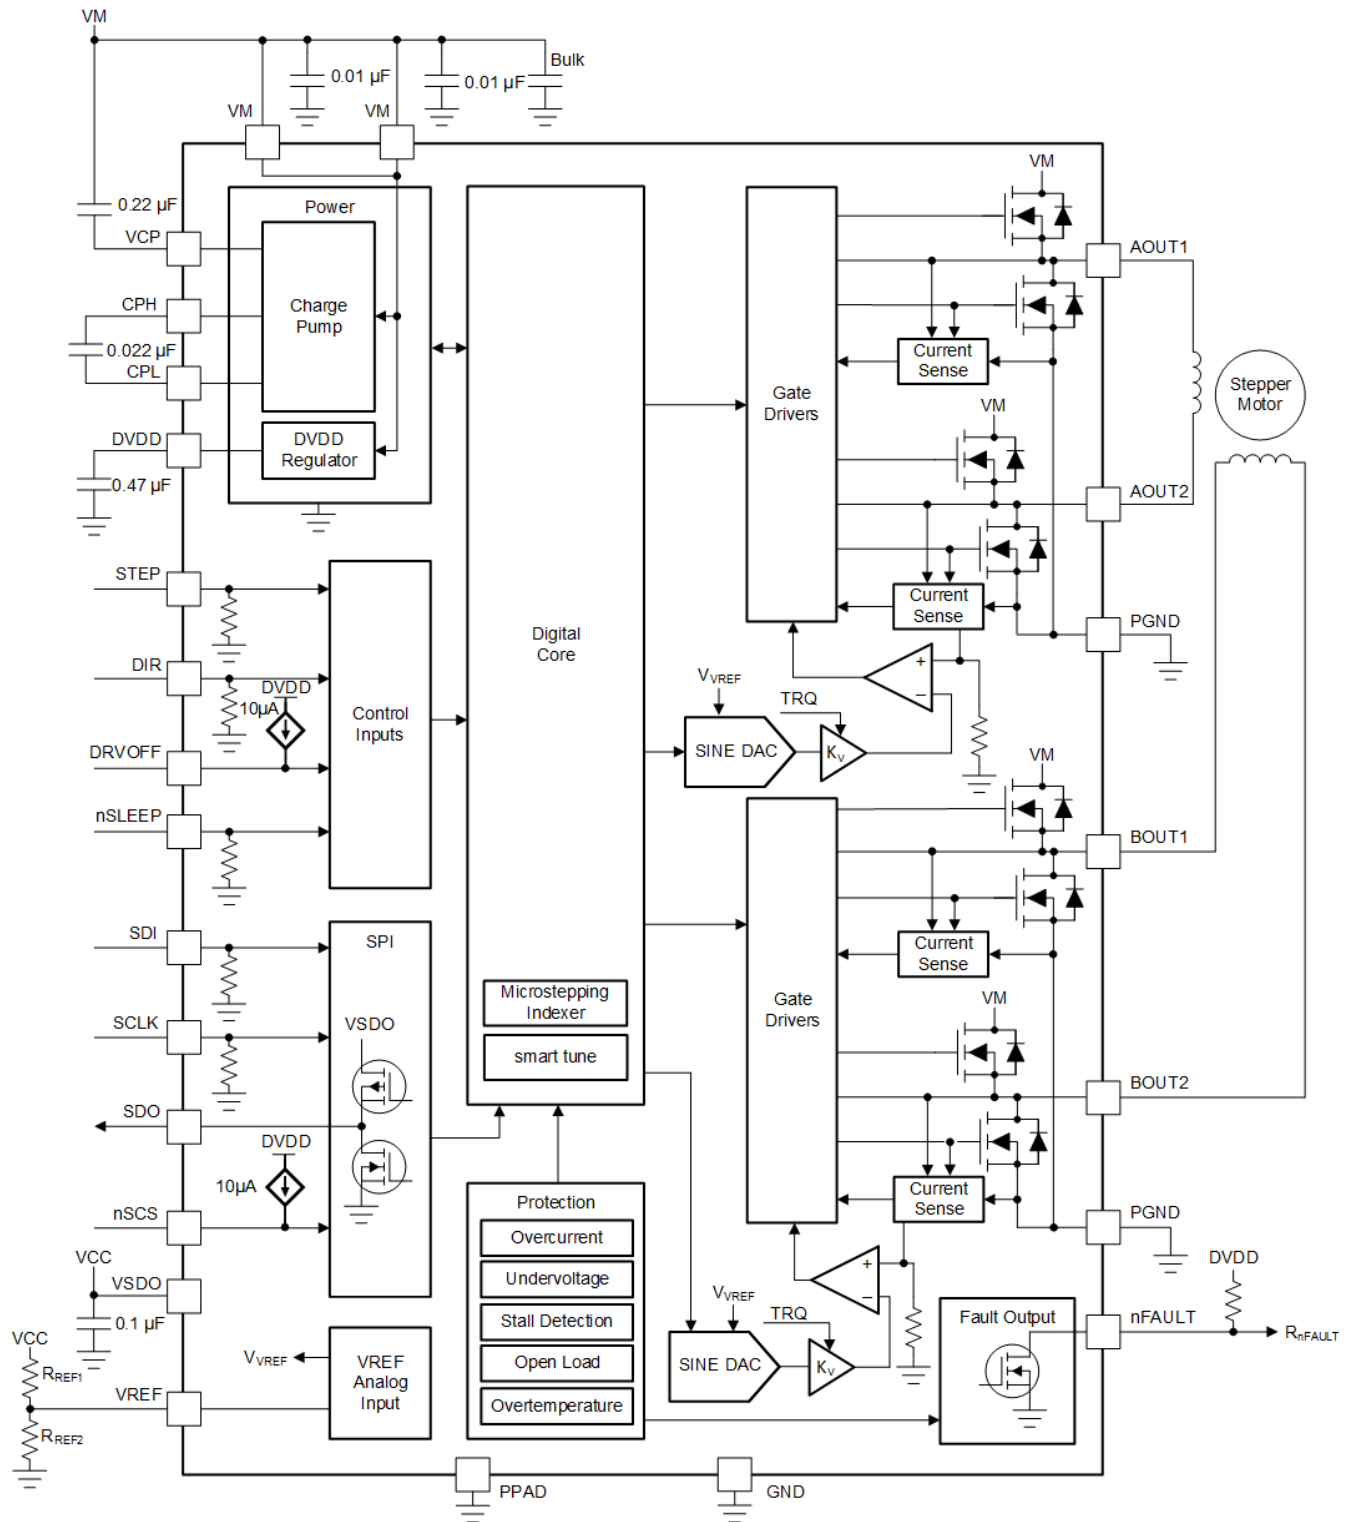 VM
Bulk
0.01 µF
0.01 µF
VM
VM
VM
0.22 µF
Power
VCP
AOUT1
CPH
Charge
Pump
0.022 µF
CPL
Current
Sense
Stepper
Motor
Gate
Drivers
VM
DVDD
DVDD
Regulator
0.47 µF
AOUT2
STEP
Current
Sense
Digital
Core
PGND
DIR
DVDD
10µA
VVREF
TRQ
+
−
Control
Inputs
SINE DAC
KV
DRVOFF
VM
nSLEEP
BOUT1
SDI
SPI
Current
Sense
Microstepping
Indexer
Gate
Drivers
VM
SCLK
VSDO
smart tune
SDO
BOUT2
DVDD
10µA
Protection
Current
Sense
nSCS
PGND
Overcurrent
VCC
VSDO
Undervoltage
+
−
DVDD
VVREF
TRQ
0.1 µF
Stall Detection
Fault Output
nFAULT
RnFAULT
VCC
RREF1
VVREF
VREF
Analog
Input
Open Load
SINE DAC
KV
VREF
Overtemperature
RREF2
PPAD
GND